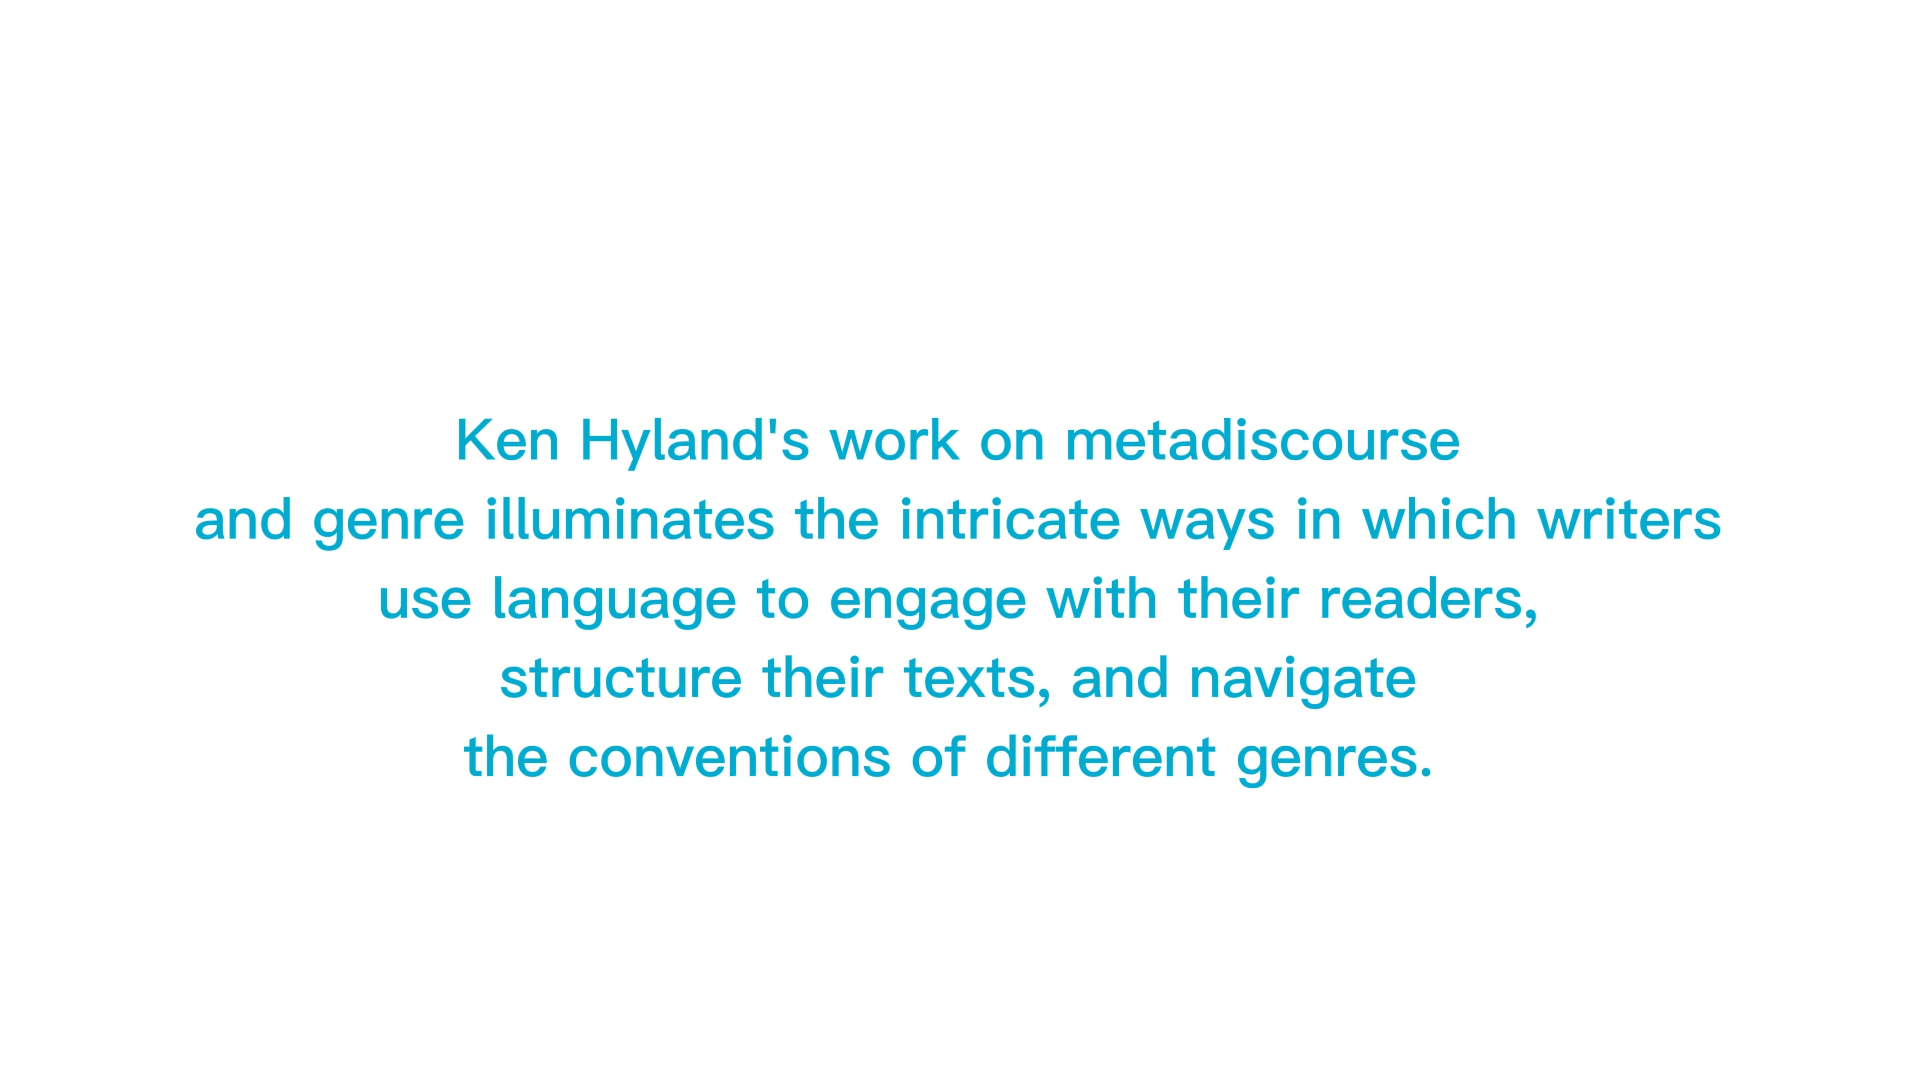 Ken Hyland's work on metadiscourse
and genre illuminates the intricate ways in which writers
use language to engage with their readers,
structure their texts, and navigate
the conventions of different genres.